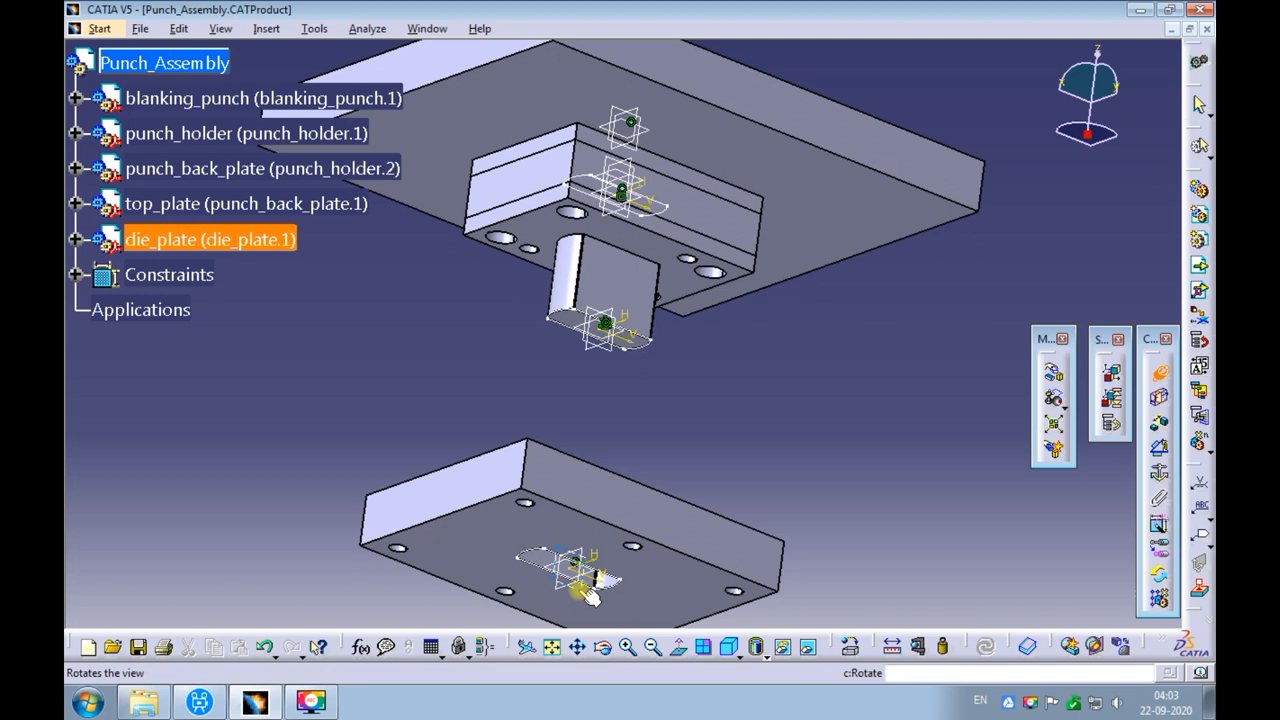 CATIA V5 - [Punch_Assembly.CATProduct]
Start File Edit View Insert Tools Analyze Window Help
Punch_Assembly
blanking_punch (blanking_punch.1)
punch_holder (punch_holder.1)
punch_back_plate (punch_holder.2)
top_plate (punch_back_plate.1)
die_plate (die_plate.1)
Constraints
Applications
z
H
V
H
H
M... S... C...
f(x)
CATIA
Rotates the view
c:Rotate
EN
04:03
22-09-2020